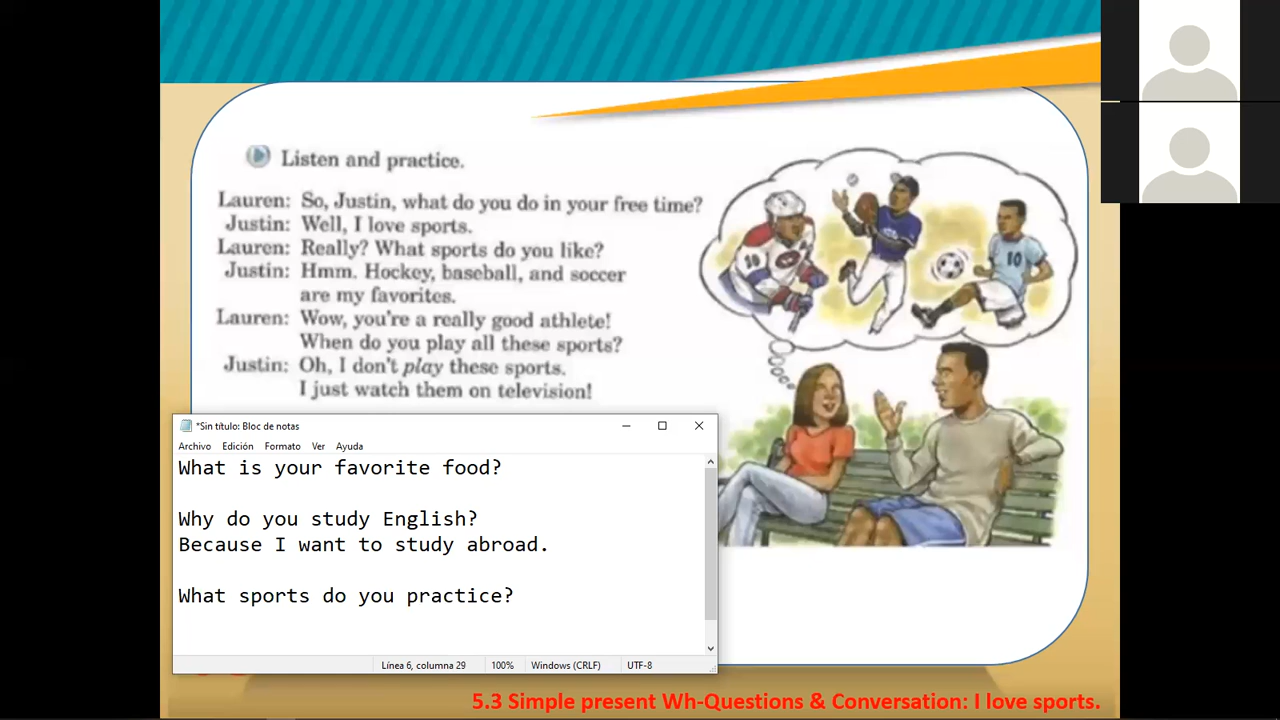 Listen and practice.
Lauren: So, Justin, what do you do in your free time?
Justin: Well, I love sports.
Lauren: Really? What sports do you like?
Justin: Hmm. Hockey, baseball, and soccer
are my favorites.
Lauren: Wow, you're a really good athlete!
When do you play all these sports?
Justin: Oh, I don't play these sports.
I just watch them on television!
10
10
*Sin título: Bloc de notas
Archivo Edición Formato Ver Ayuda
What is your favorite food?
Why do you study English?
Because I want to study abroad.
What sports do you practice?
Línea 6, columna 29 100% Windows (CRLF) UTF-8
5.3 Simple present Wh-Questions & Conversation: I love sports.